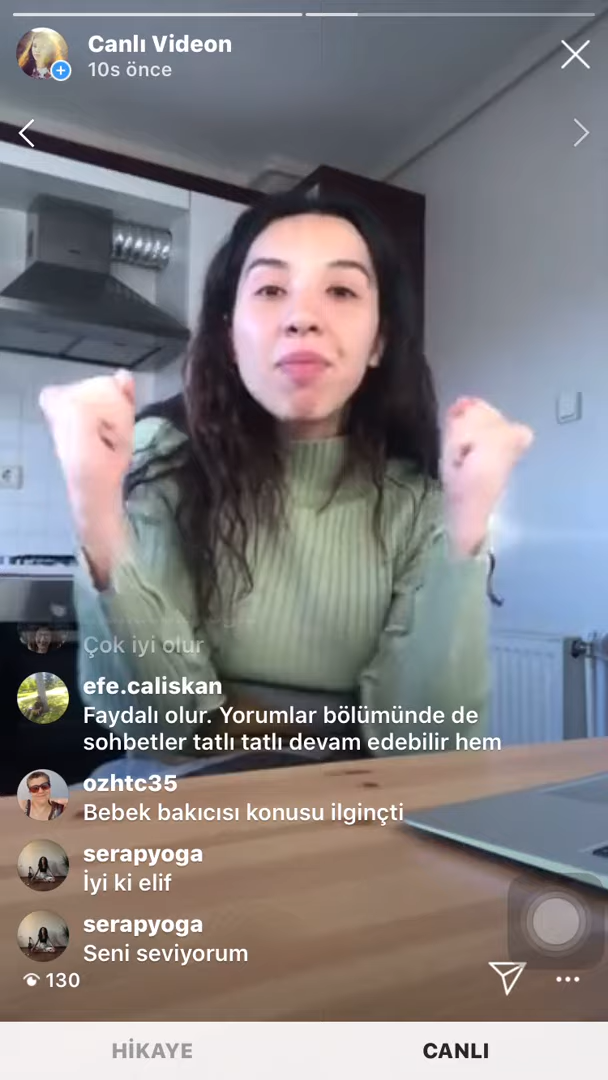 Canlı Videon
10s önce
Çok iyi olur
efe.caliskan
Faydalı olur. Yorumlar bölümünde de
sohbetler tatlı tatlı devam edebilir hem
ozhtc35
Bebek bakıcısı konusu ilginçti
serapyoga
İyi ki elif
serapyoga
Seni seviyorum
130
HİKAYE
CANLI